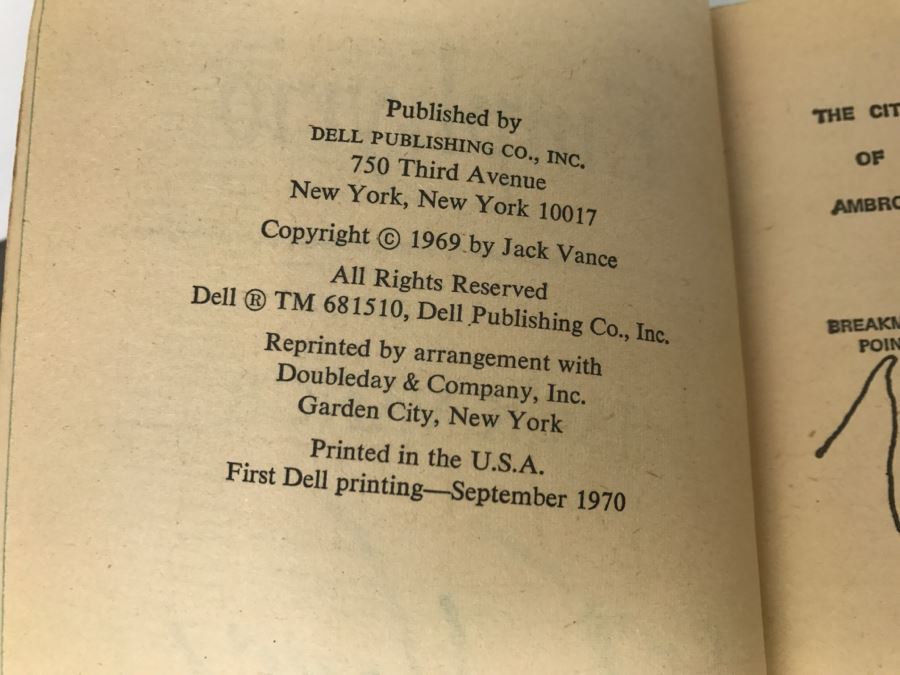 Published by
DELL PUBLISHING CO., INC.
750 Third Avenue
New York, New York 10017
Copyright © 1969 by Jack Vance
All Rights Reserved
Dell ® TM 681510, Dell Publishing Co., Inc.
Reprinted by arrangement with
Doubleday & Company, Inc.
Garden City, New York
Printed in the U.S.A.
First Dell printing—September 1970
THE CIT
OF
AMBRO
BREAKM
POIN